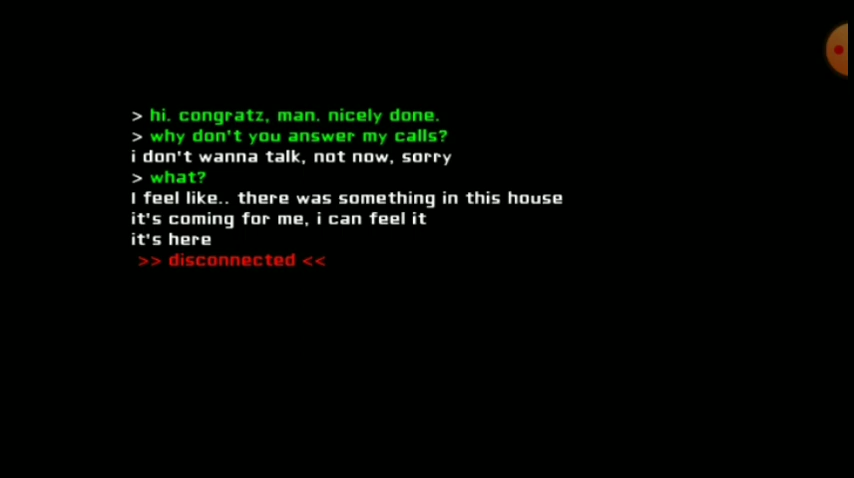 > hi. congratz, man. nicely done.
> why don't you answer my calls?
i don't wanna talk, not now, sorry
> what?
I feel like.. there was something in this house
it's coming for me, i can feel it
it's here
>> disconnected <<